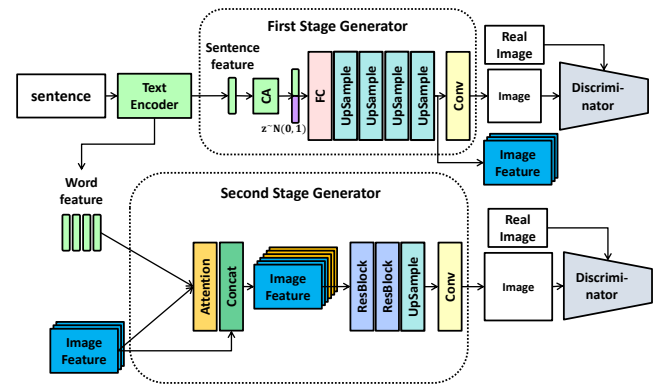 First Stage Generator
Real
Image
Sentence
feature
sentence
Text
Encoder
CA
z~N(0,1)
FC
UpSample
UpSample
UpSample
UpSample
Conv
Image
Discrimi-
nator
Image
Feature
Word
feature
Second Stage Generator
Real
Image
Attention
Concat
Image
Feature
ResBlock
ResBlock
UpSample
Conv
Image
Discrimi-
nator
Image
Feature